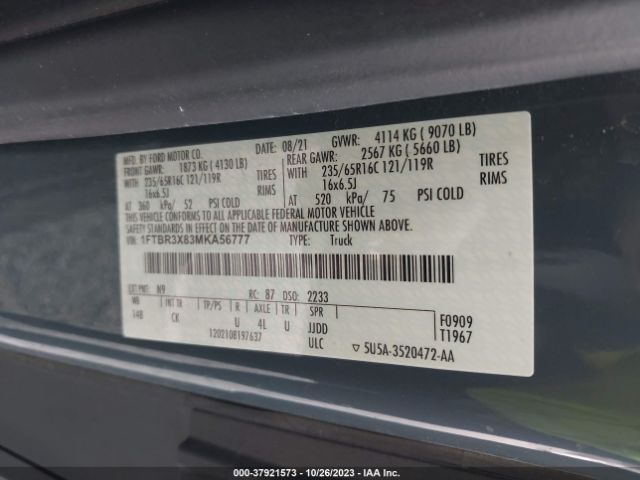 MFD. BY FORD MOTOR CO.
DATE: 08/21 GVWR: 4114 KG ( 9070 LB)
FRONT GAWR: 1873 KG ( 4130 LB)
REAR GAWR: 2567 KG ( 5660 LB)
WITH 235/65R16C 121/119R TIRES
WITH 235/65R16C 121/119R TIRES
16x6.5J RIMS
16x6.5J RIMS
AT 360 kPa/ 52 PSI COLD
AT 520 kPa/ 75 PSI COLD
THIS VEHICLE CONFORMS TO ALL APPLICABLE FEDERAL MOTOR VEHICLE
SAFETY STANDARDS IN EFFECT ON THE DATE OF MANUFACTURE SHOWN ABOVE.
VIN: 1FTBR3X83MKA56777 TYPE: Truck
EXT PNT: N9 RC: 87 DSO: 2233
WB INT TR TP/PS R AXLE TR SPR
14B CK U 4L U JJDD
120210B197637 ULC
F0909
T1967
▽ 5U5A-3520472-AA
000-37921573 - 10/26/2023 - IAA Inc.